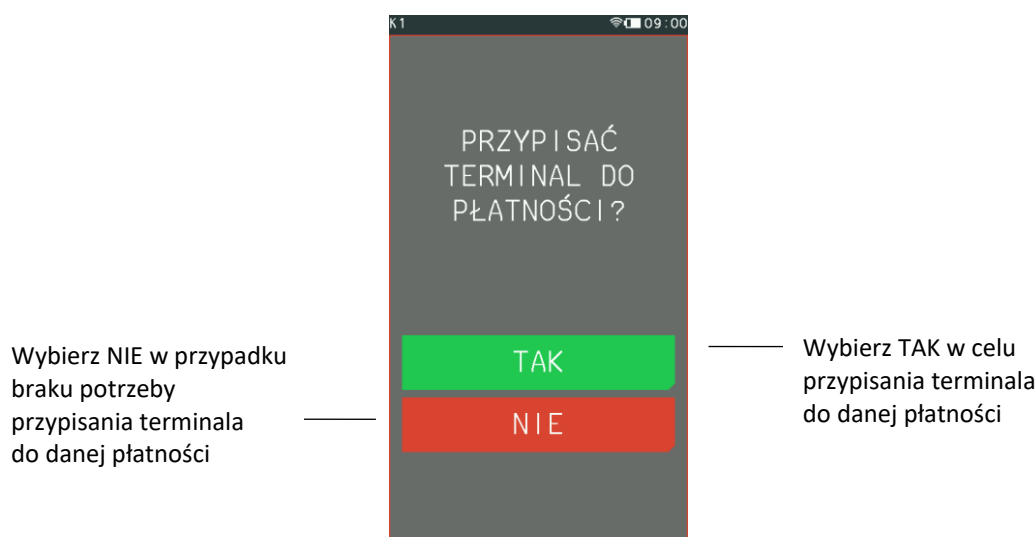 K1 09:00
PRZYPISAĆ
TERMINAL DO
PŁATNOŚCI?
TAK
NIE
Wybierz NIE w przypadku
braku potrzeby
przypisania terminala
do danej płatności
Wybierz TAK w celu
przypisania terminala
do danej płatności